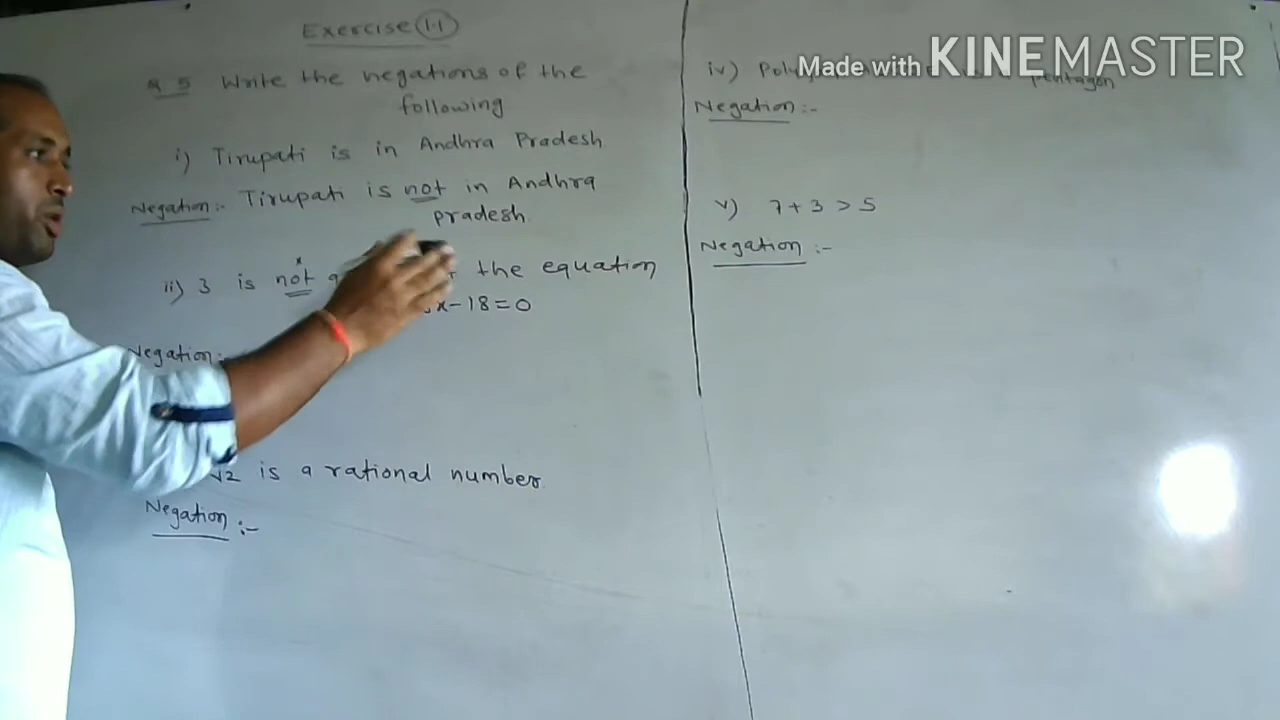 Exercise 1.1
Q.5 Write the negations of the
following
i) Tirupati is in Andhra Pradesh
Negation:- Tirupati is not in Andhra
pradesh
ii) 3 is not a the equation
x-18=0
Negation:
√2 is a rational number
Negation:-
iv) pentagon
Negation:-
v) 7+3>5
Negation:-
Made with KINEMASTER